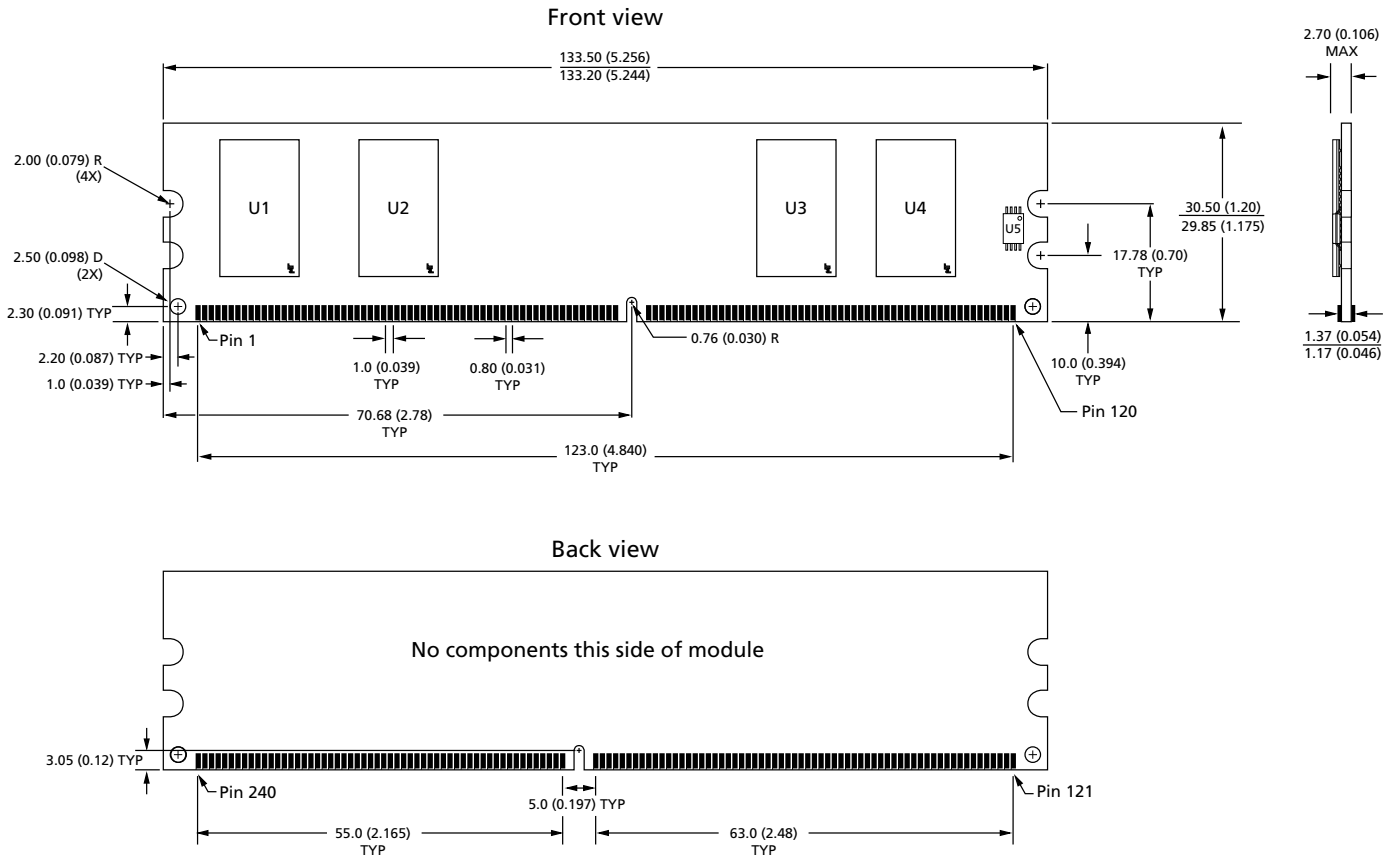 Front view
133.50 (5.256)
133.20 (5.244)
2.70 (0.106)
MAX
2.00 (0.079) R
(4X)
U1
U2
U3
U4
U5
30.50 (1.20)
29.85 (1.175)
17.78 (0.70)
TYP
2.50 (0.098) D
(2X)
2.30 (0.091) TYP
Pin 1
0.76 (0.030) R
1.37 (0.054)
1.17 (0.046)
2.20 (0.087) TYP
1.0 (0.039)
TYP
0.80 (0.031)
TYP
10.0 (0.394)
TYP
1.0 (0.039) TYP
Pin 120
70.68 (2.78)
TYP
123.0 (4.840)
TYP
Back view
No components this side of module
3.05 (0.12) TYP
Pin 240
Pin 121
5.0 (0.197) TYP
55.0 (2.165)
TYP
63.0 (2.48)
TYP